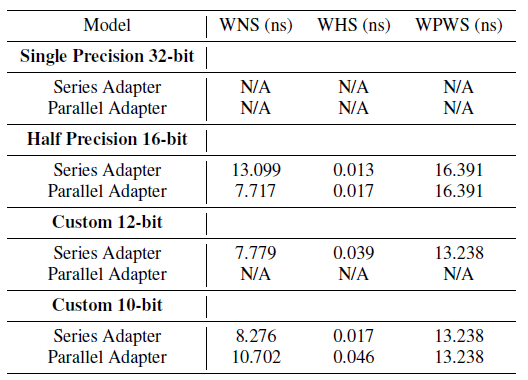 Model WNS (ns) WHS (ns) WPWS (ns)
Single Precision 32-bit
Series Adapter N/A N/A N/A
Parallel Adapter N/A N/A N/A
Half Precision 16-bit
Series Adapter 13.099 0.013 16.391
Parallel Adapter 7.717 0.017 16.391
Custom 12-bit
Series Adapter 7.779 0.039 13.238
Parallel Adapter N/A N/A N/A
Custom 10-bit
Series Adapter 8.276 0.017 13.238
Parallel Adapter 10.702 0.046 13.238